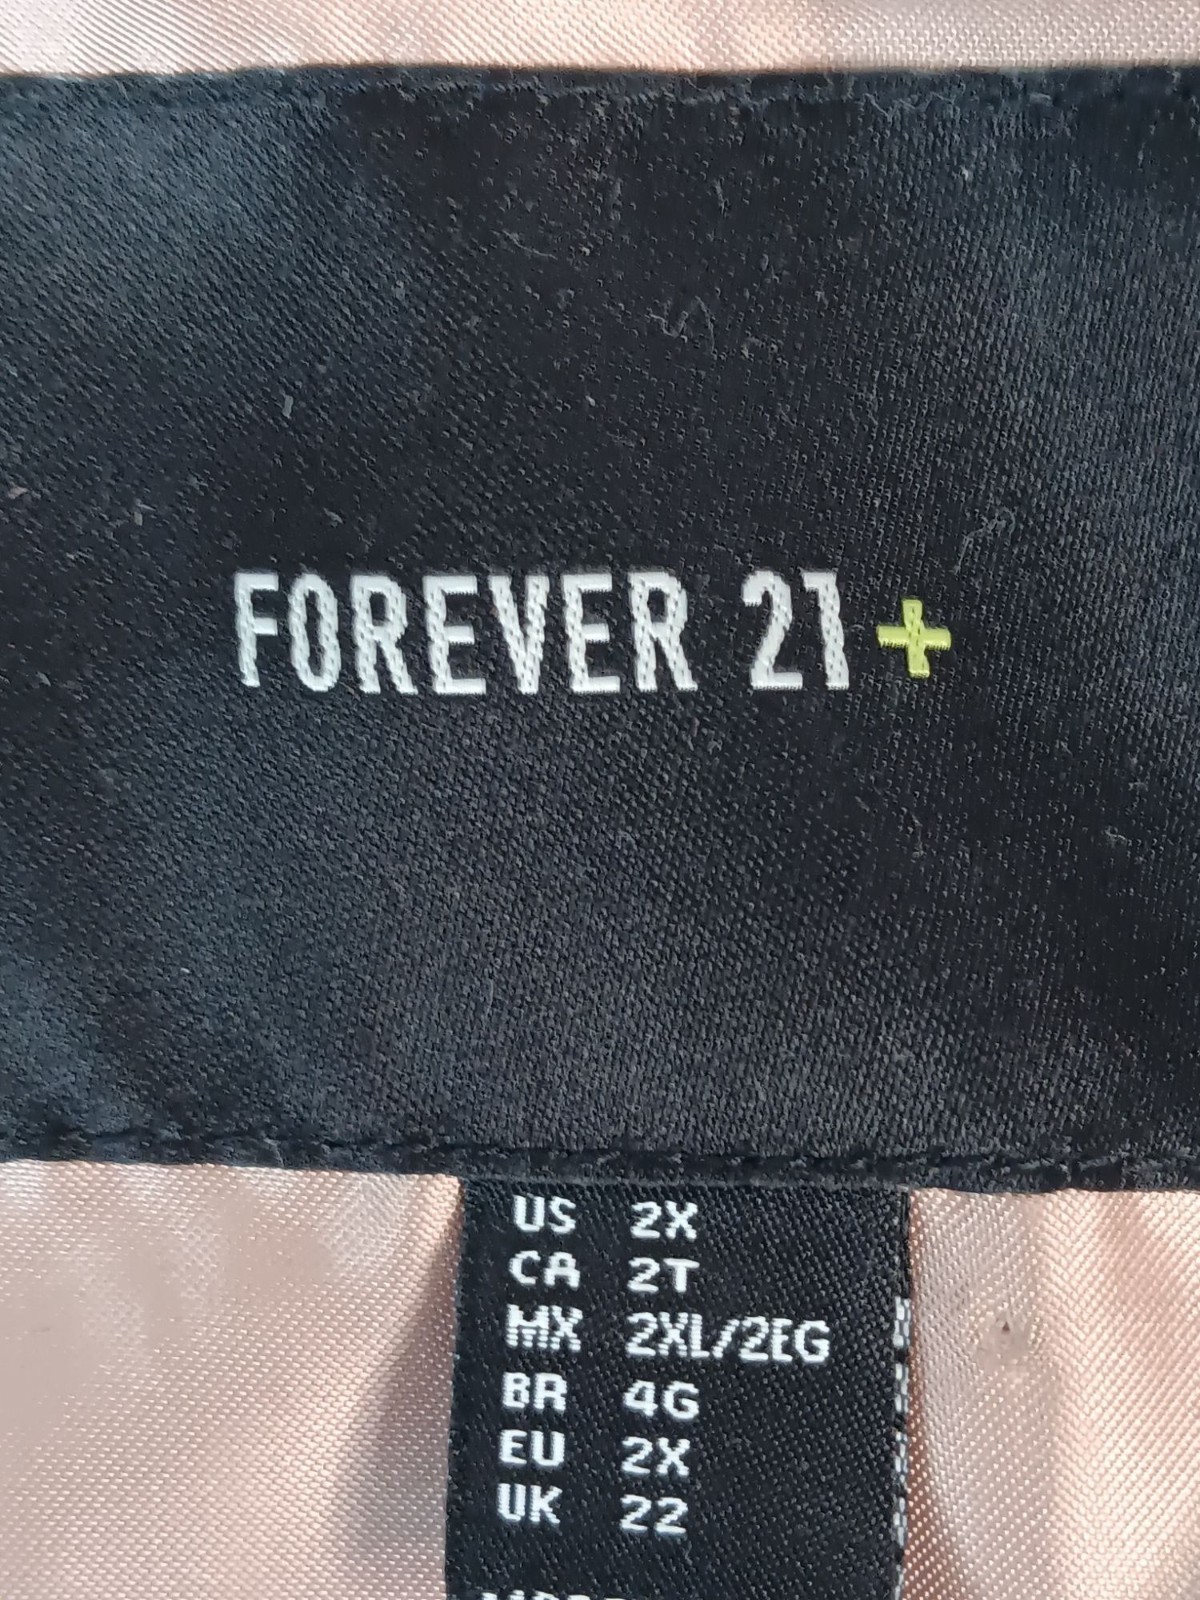 FOREVER 21+
US 2X
CA 2T
MX 2XL/2EG
BR 4G
EU 2X
UK 22